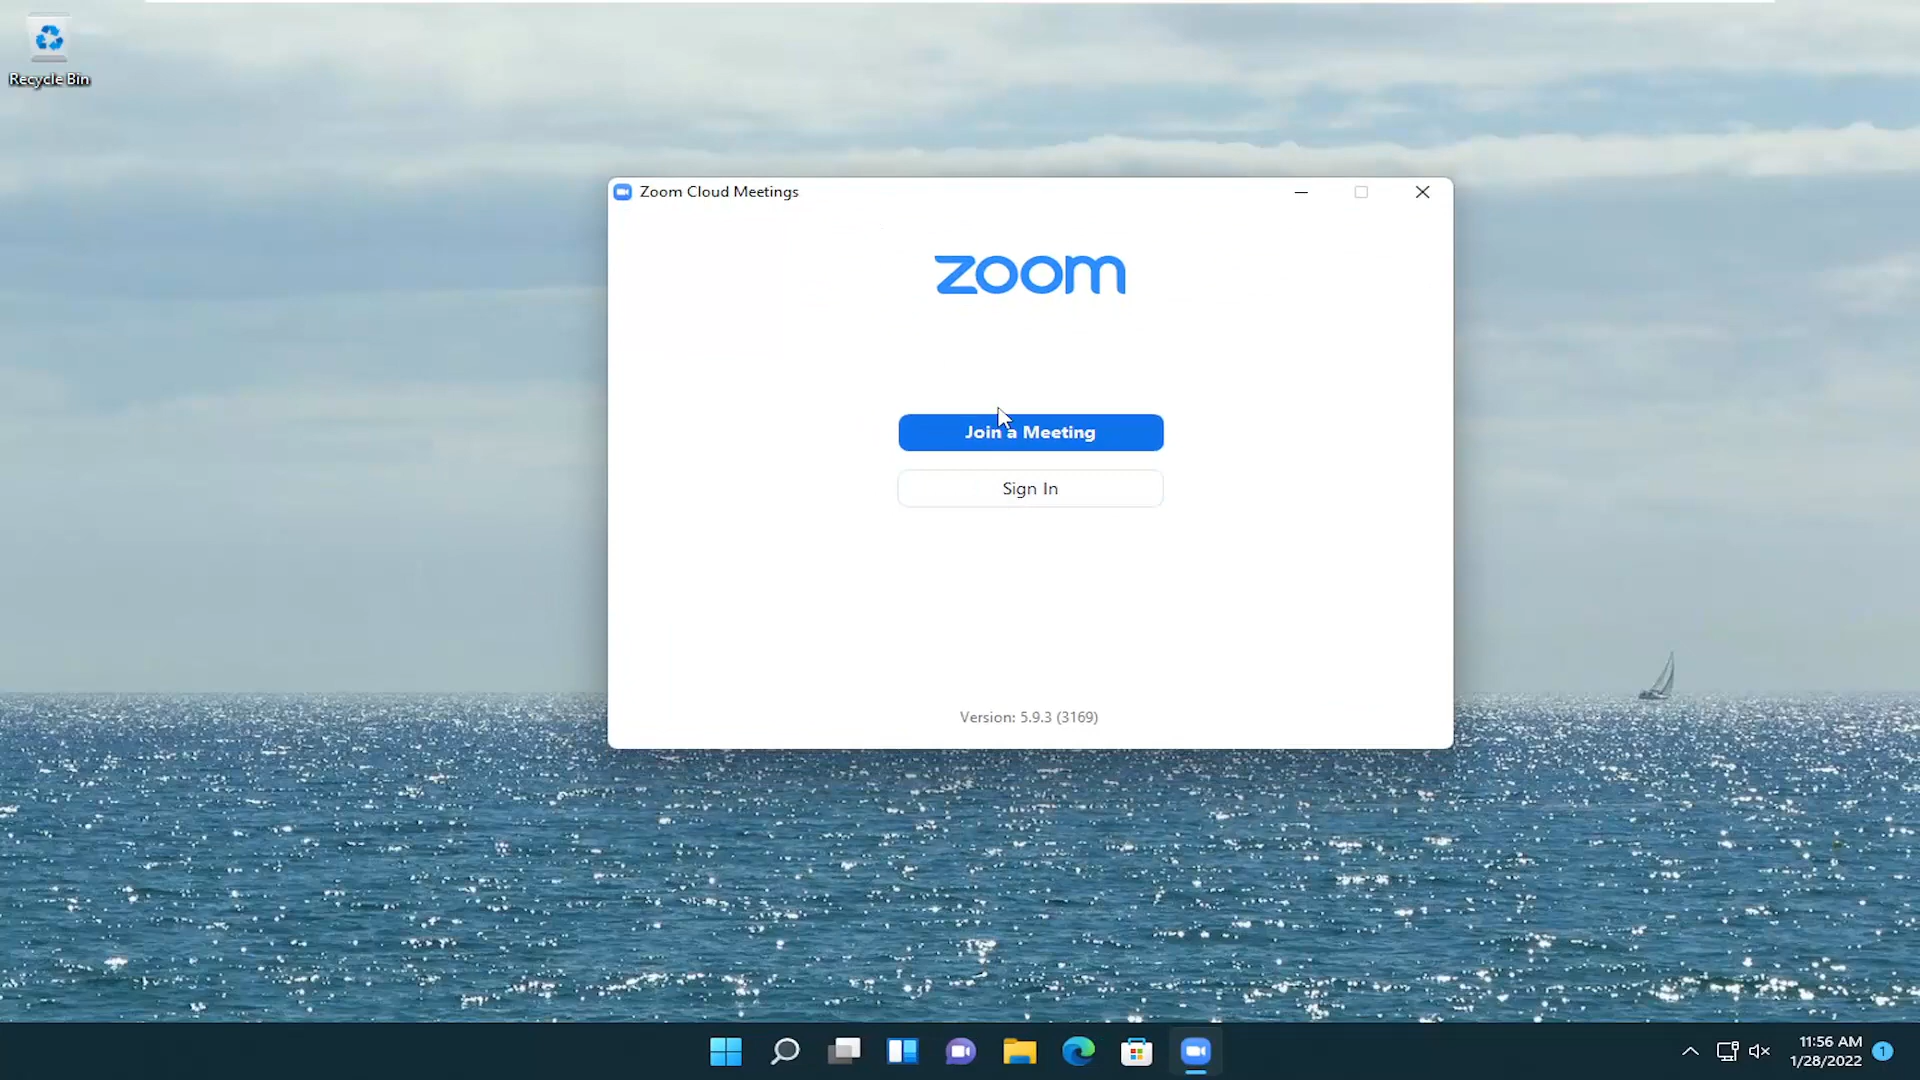 Recycle Bin
Zoom Cloud Meetings
zoom
Join a Meeting
Sign In
Version: 5.9.3 (3169)
11:56 AM
1/28/2022
1